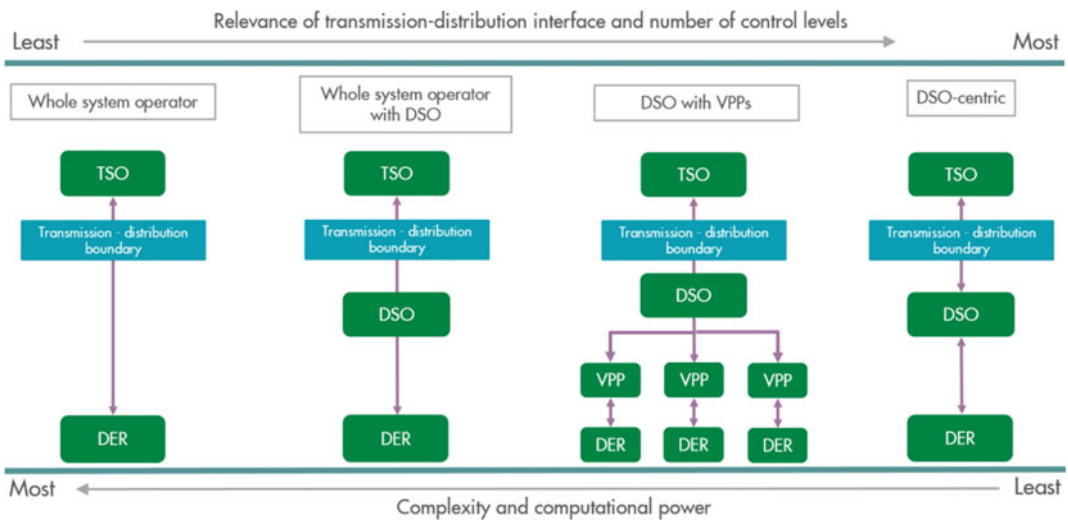 Relevance of transmission-distribution interface and number of control levels
Least
Most
Whole system operator
Whole system operator
with DSO
DSO with VPPs
DSO-centric
TSO
TSO
TSO
TSO
Transmission - distribution
boundary
Transmission - distribution
boundary
Transmission - distribution
boundary
Transmission - distribution
boundary
DSO
DSO
DSO
VPP
VPP
VPP
DER
DER
DER
DER
DER
DER
Most
Least
Complexity and computational power